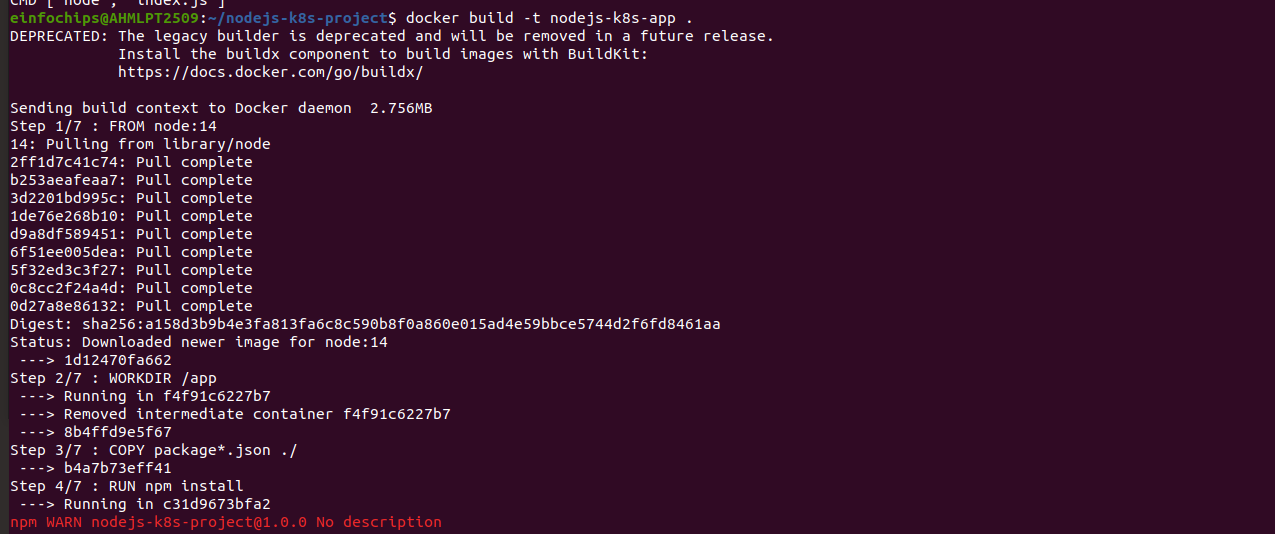 CMD ["node", "index.js"]
einfochips@AHMLPT2509:~/nodejs-k8s-project$ docker build -t nodejs-k8s-app .
DEPRECATED: The legacy builder is deprecated and will be removed in a future release.
            Install the buildx component to build images with BuildKit:
            https://docs.docker.com/go/buildx/

Sending build context to Docker daemon  2.756MB
Step 1/7 : FROM node:14
14: Pulling from library/node
2ff1d7c41c74: Pull complete
b253aeafeaa7: Pull complete
3d2201bd995c: Pull complete
1de76e268b10: Pull complete
d9a8df589451: Pull complete
6f51ee005dea: Pull complete
5f32ed3c3f27: Pull complete
0c8cc2f24a4d: Pull complete
0d27a8e86132: Pull complete
Digest: sha256:a158d3b9b4e3fa813fa6c8c590b8f0a860e015ad4e59bbce5744d2f6fd8461aa
Status: Downloaded newer image for node:14
 ---> 1d12470fa662
Step 2/7 : WORKDIR /app
 ---> Running in f4f91c6227b7
 ---> Removed intermediate container f4f91c6227b7
 ---> 8b4ffd9e5f67
Step 3/7 : COPY package*.json ./
 ---> b4a7b73eff41
Step 4/7 : RUN npm install
 ---> Running in c31d9673bfa2
npm WARN nodejs-k8s-project@1.0.0 No description